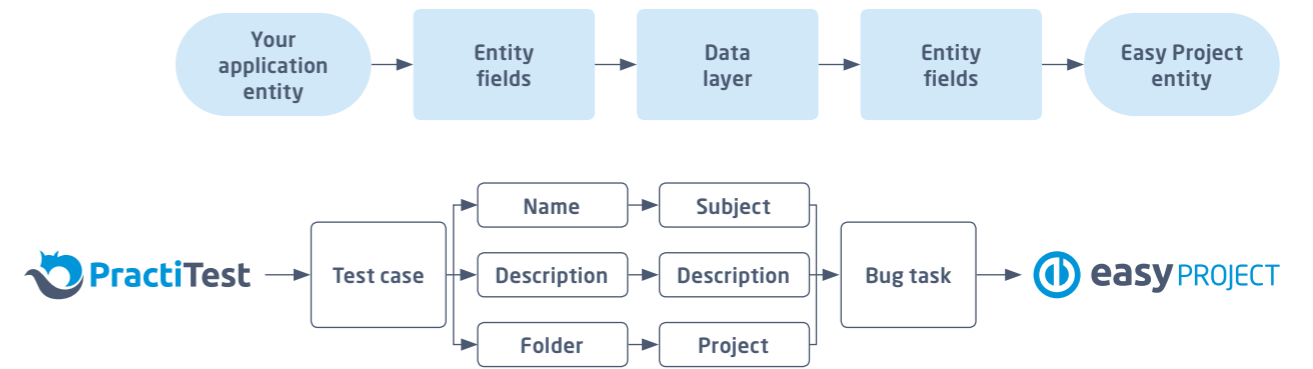 Your
application
entity
Entity
fields
Data
layer
Entity
fields
Easy Project
entity
PractiTest
Test case
Name
Description
Folder
Subject
Description
Project
Bug task
easy PROJECT